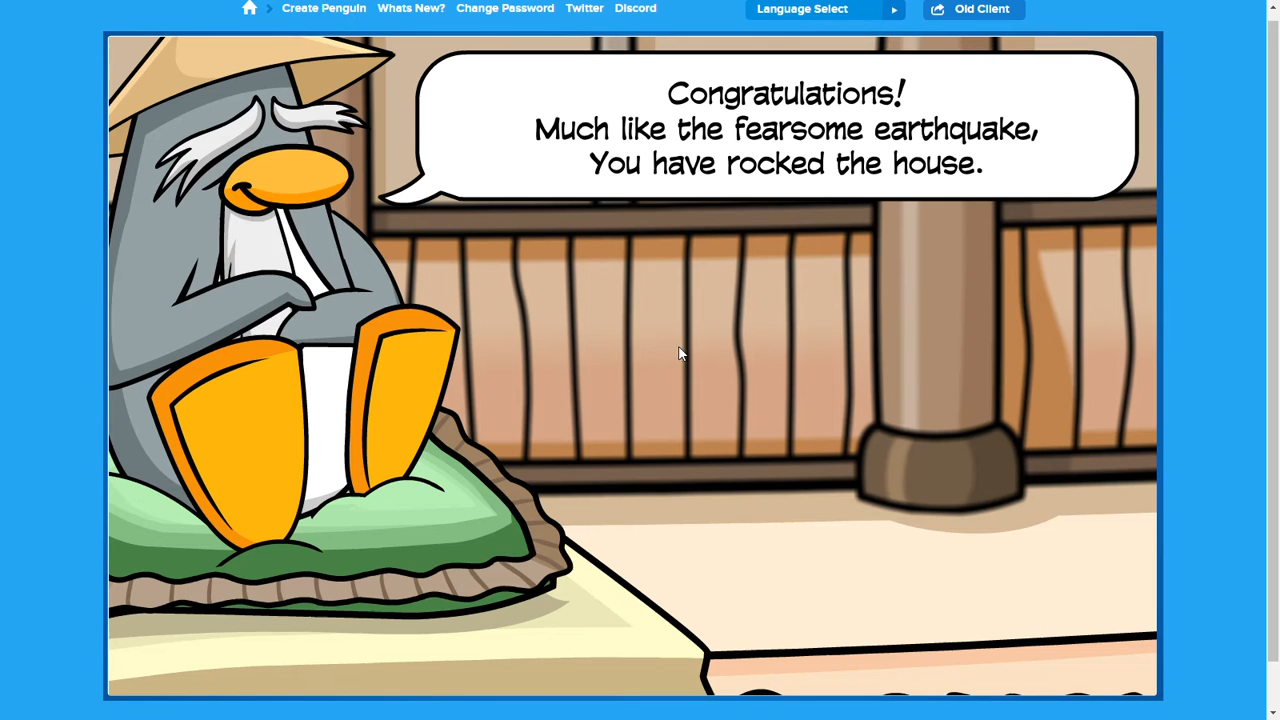 Create Penguin Whats New? Change Password Twitter Discord Language Select Old Client
Congratulations!
Much like the fearsome earthquake,
You have rocked the house.